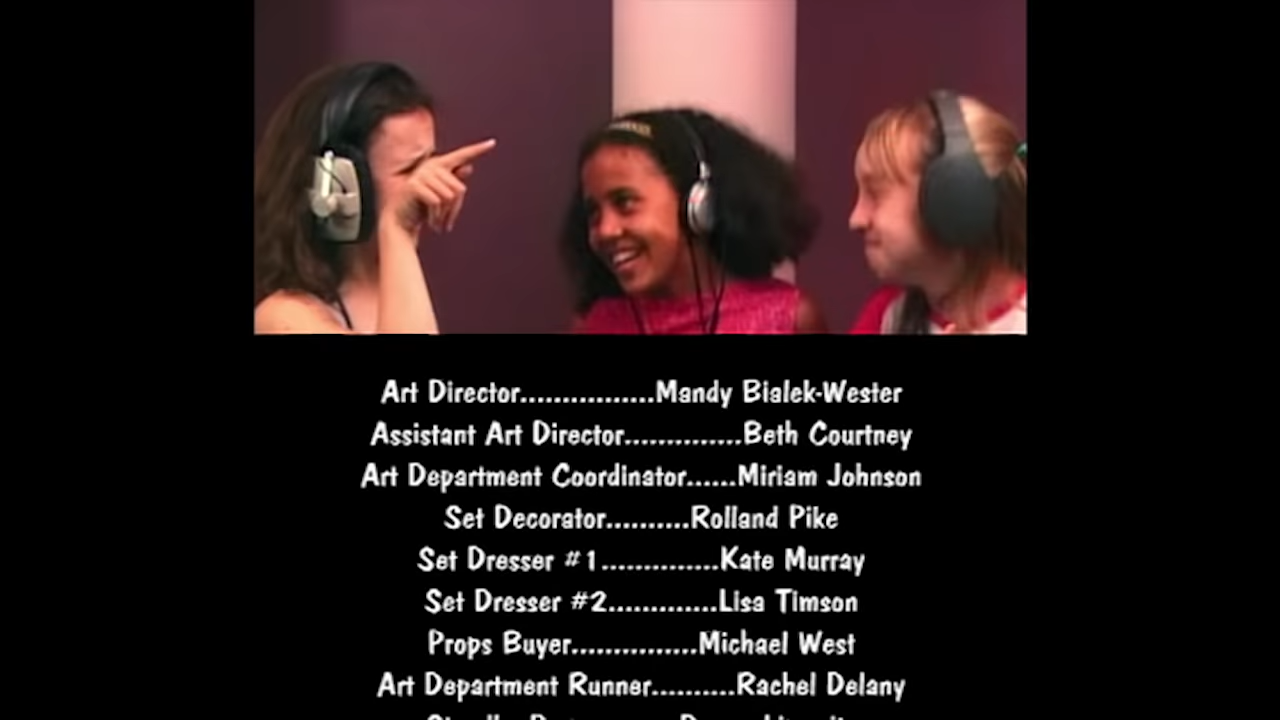 Art Director................Mandy Bialek-Wester
Assistant Art Director..............Beth Courtney
Art Department Coordinator......Miriam Johnson
Set Decorator..........Rolland Pike
Set Dresser #1..............Kate Murray
Set Dresser #2.............Lisa Timson
Props Buyer...............Michael West
Art Department Runner..........Rachel Delany